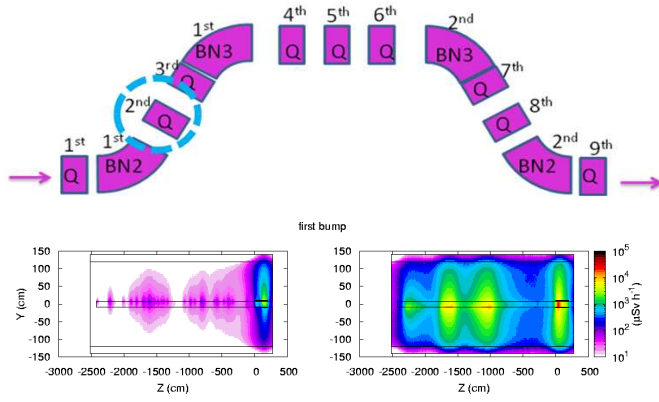 4th 5th 6th
1st 2nd
BN3 Q Q Q BN3
3rd 7th
Q Q
2nd 8th
Q Q
1st 1st 2nd 9th
Q BN2 BN2 Q
first bump
150
100
50
0
-50
-100
-150
Y (cm)
-3000 -2500 -2000 -1500 -1000 -500 0 500
Z (cm)
150
100
50
0
-50
-100
-150
-3000 -2500 -2000 -1500 -1000 -500 0 500
Z (cm)
10^5
10^4
10^3
10^2
10^1
(µSv h^-1)